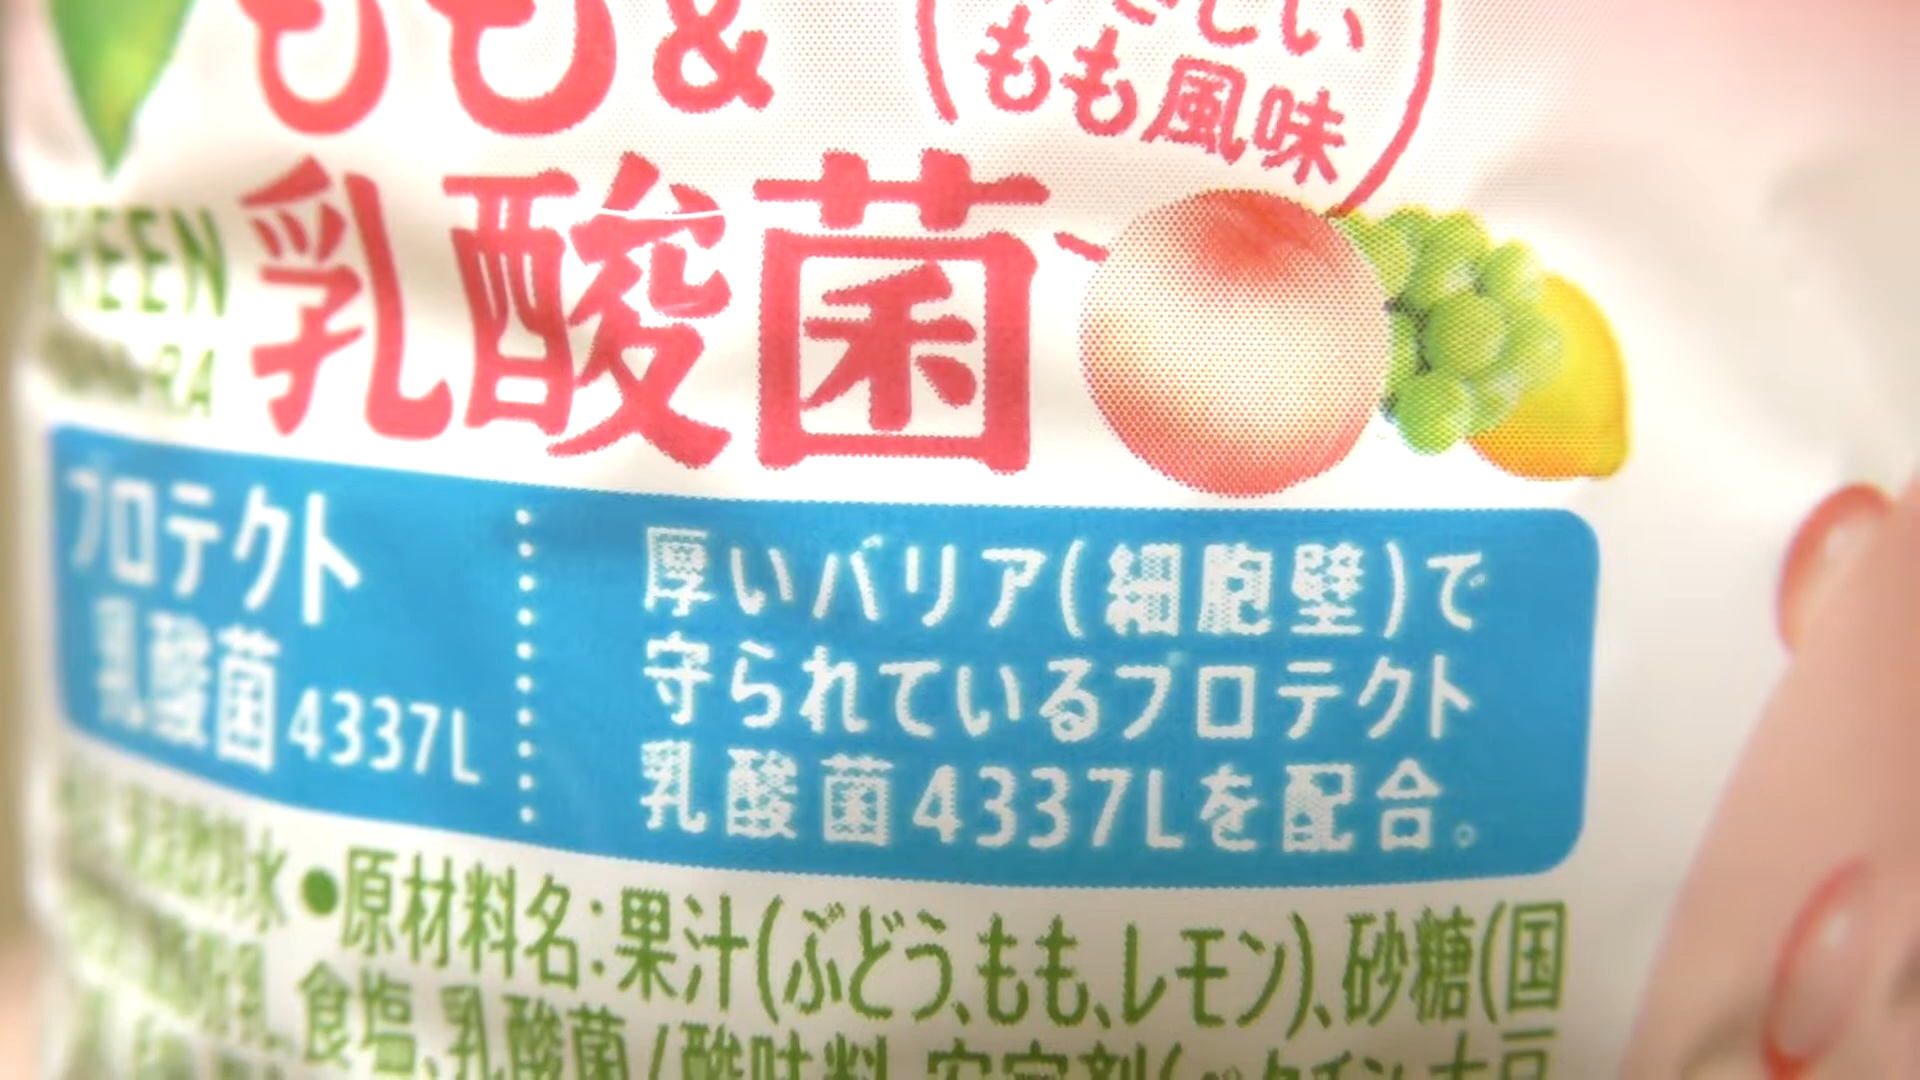 もも&
さしい
もも風味
乳酸菌
GREEN
RA
プロテクト
乳酸菌4337L
厚いバリア(細胞壁)で
守られているプロテクト
乳酸菌4337Lを配合。
水●原材料名:果汁(ぶどう、もも、レモン)、砂糖(国
食塩、乳酸菌/酸味料、安定剤(ペクチン、大豆